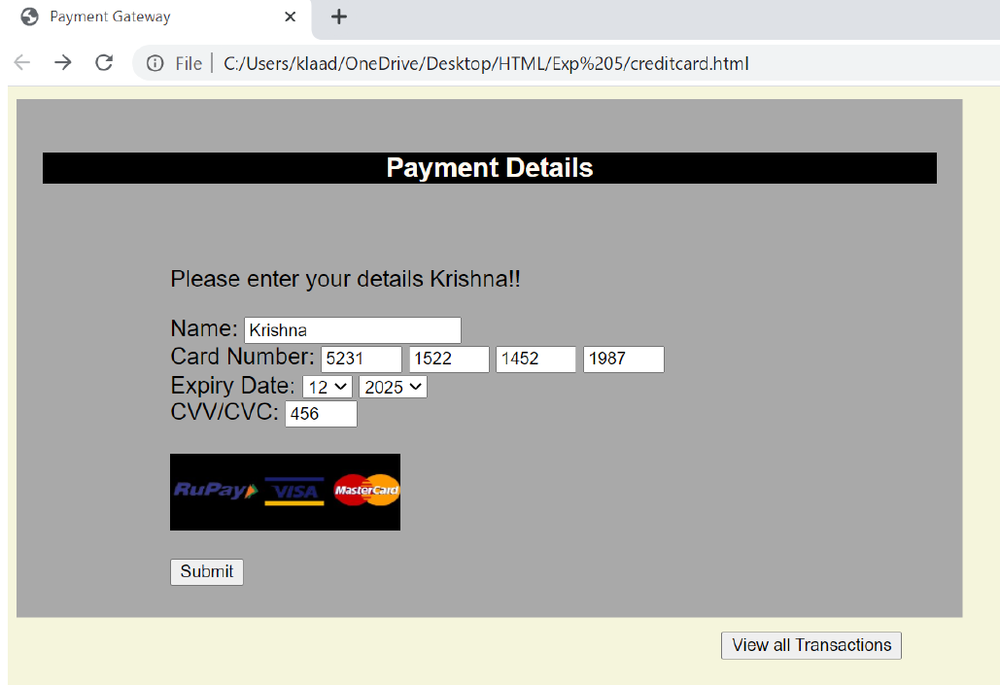 Payment Gateway
File C:/Users/klaad/OneDrive/Desktop/HTML/Exp%205/creditcard.html
Payment Details
Please enter your details Krishna!!
Name: Krishna
Card Number: 5231 1522 1452 1987
Expiry Date: 12 2025
CVV/CVC: 456
RuPay VISA MasterCard
Submit
View all Transactions